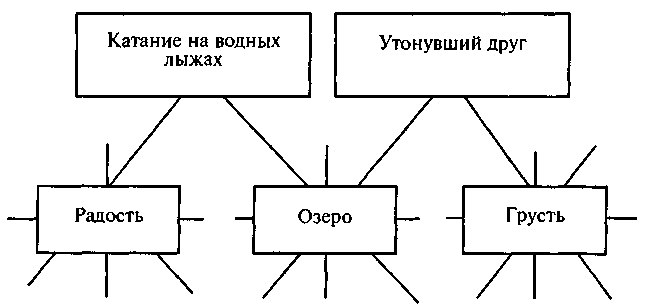 Катание на водных
лыжах
Утонувший друг
Радость
Озеро
Грусть